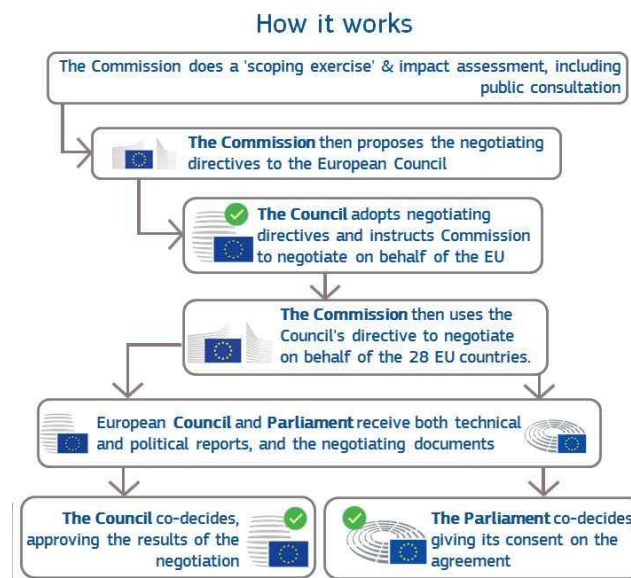 How it works
The Commission does a 'scoping exercise' & impact assessment, including
public consultation
The Commission then proposes the negotiating
directives to the European Council
The Council adopts negotiating
directives and instructs Commission
to negotiate on behalf of the EU
The Commission then uses the
Council's directive to negotiate
on behalf of the 28 EU countries.
European Council and Parliament receive both technical
and political reports, and the negotiating documents
The Council co-decides,
approving the results of the
negotiation
The Parliament co-decides
giving its consent on the
agreement